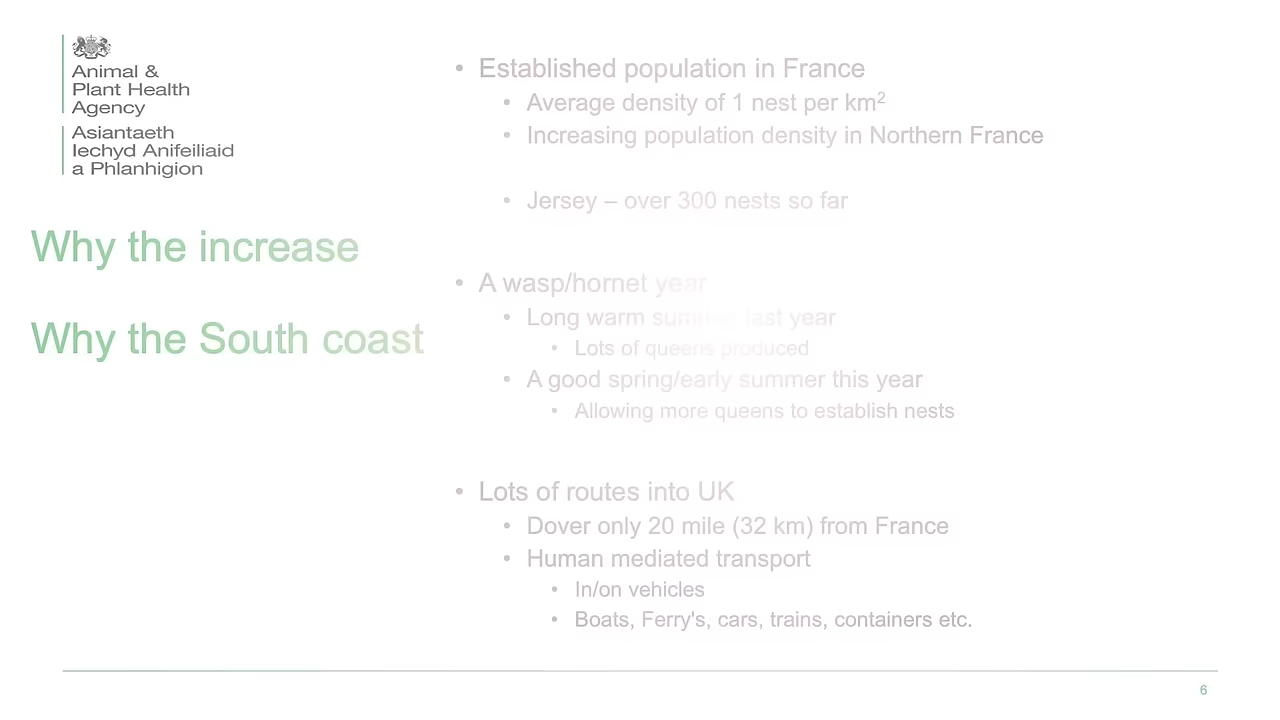 Animal &
Plant Health
Agency
Asiantaeth
Iechyd Anifeiliaid
a Phlanhigion
Why the increase
Why the South coast
• Established population in France
• Average density of 1 nest per km²
• Increasing population density in Northern France
• Jersey – over 300 nests so far
• A wasp/hornet year
• Long warm summer last year
• Lots of queens produced
• A good spring/early summer this year
• Allowing more queens to establish nests
• Lots of routes into UK
• Dover only 20 mile (32 km) from France
• Human mediated transport
• In/on vehicles
• Boats, Ferry's, cars, trains, containers etc.
6